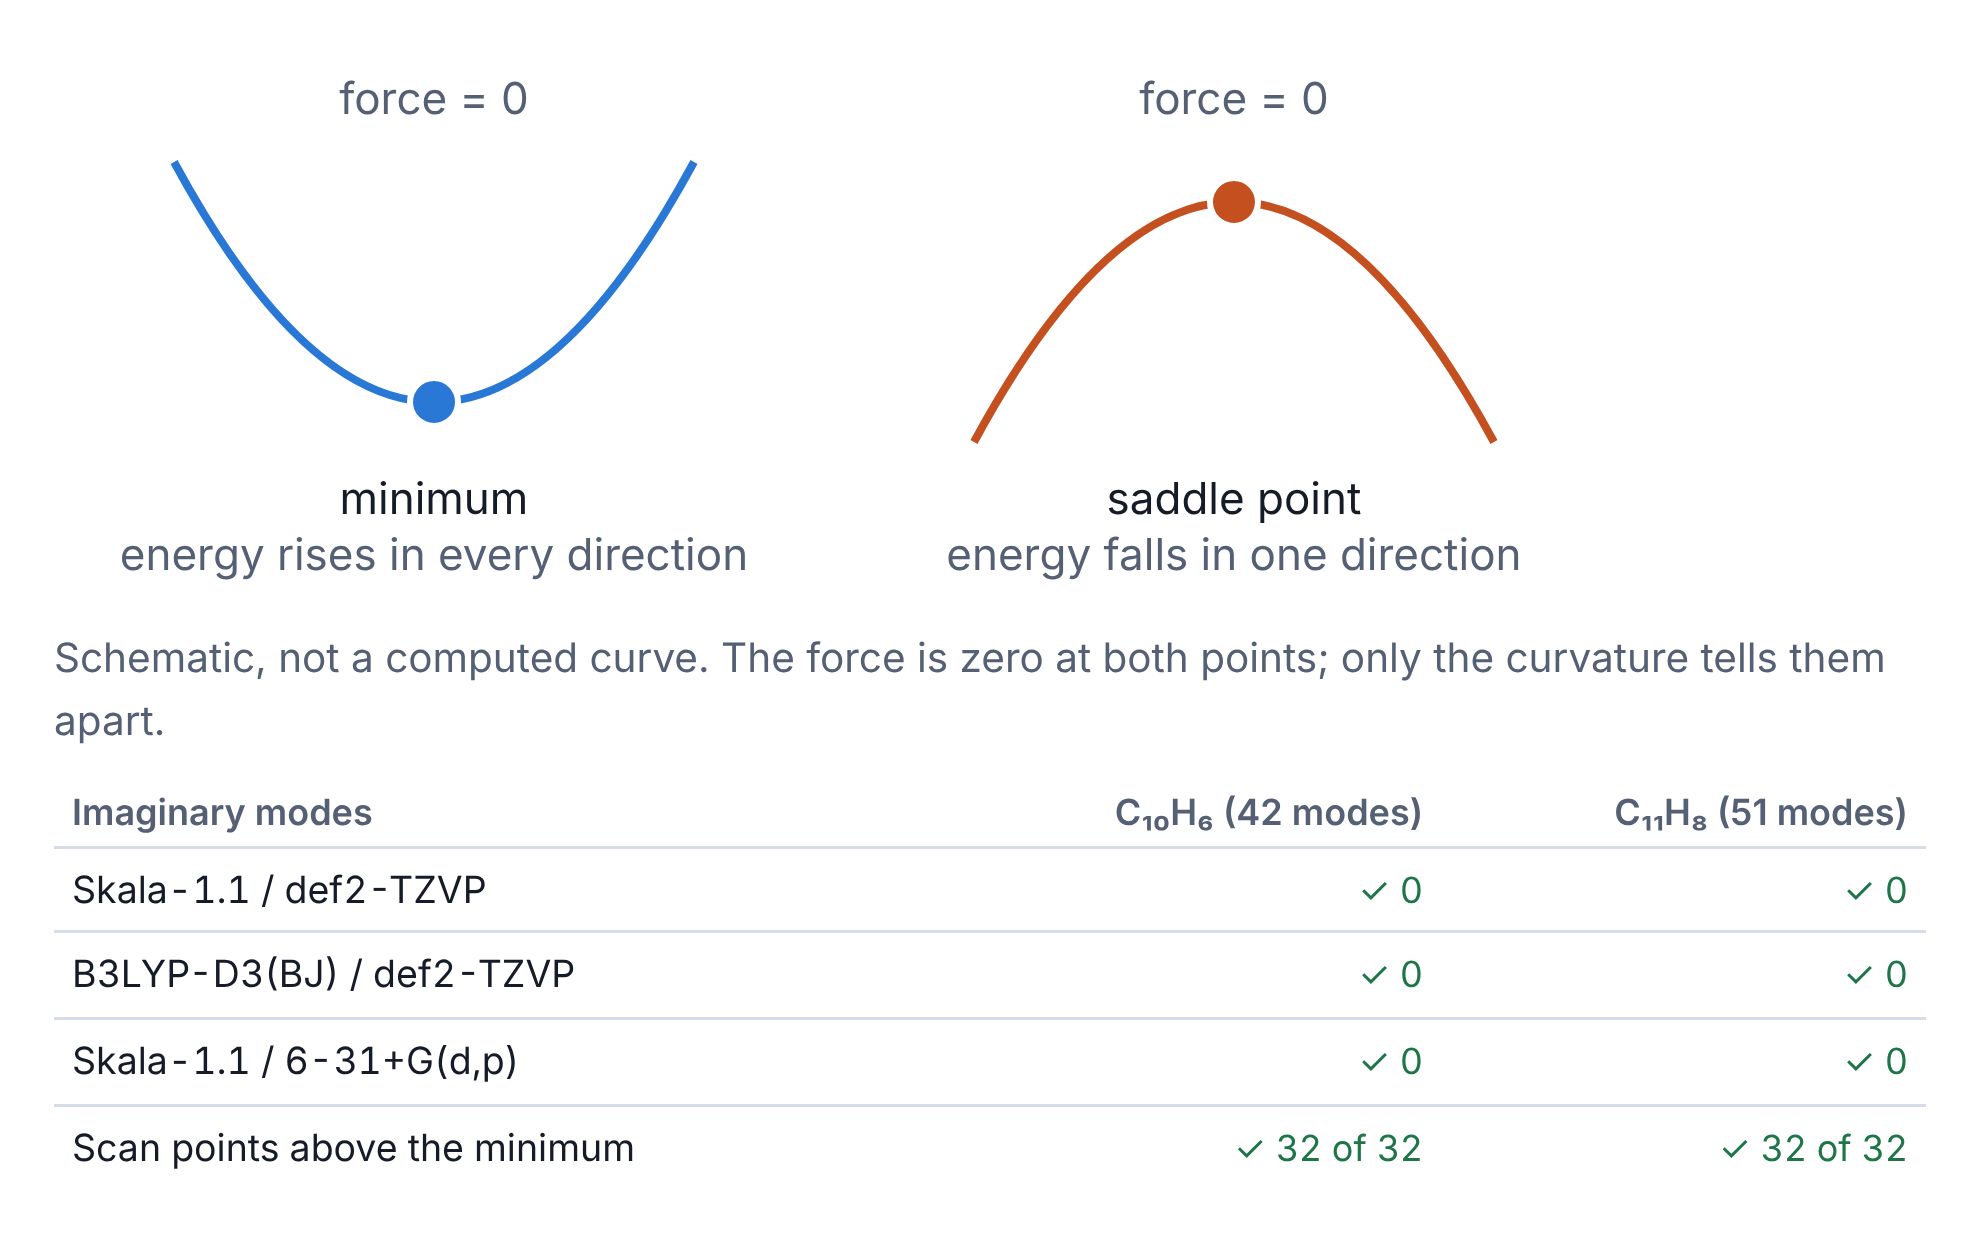 force = 0
force = 0
minimum
energy rises in every direction
saddle point
energy falls in one direction
Schematic, not a computed curve. The force is zero at both points; only the curvature tells them
apart.
Imaginary modes C₁₀H₆ (42 modes) C₁₁H₈ (51 modes)
Skala-1.1 / def2-TZVP ✓ 0 ✓ 0
B3LYP-D3(BJ) / def2-TZVP ✓ 0 ✓ 0
Skala-1.1 / 6-31+G(d,p) ✓ 0 ✓ 0
Scan points above the minimum ✓ 32 of 32 ✓ 32 of 32